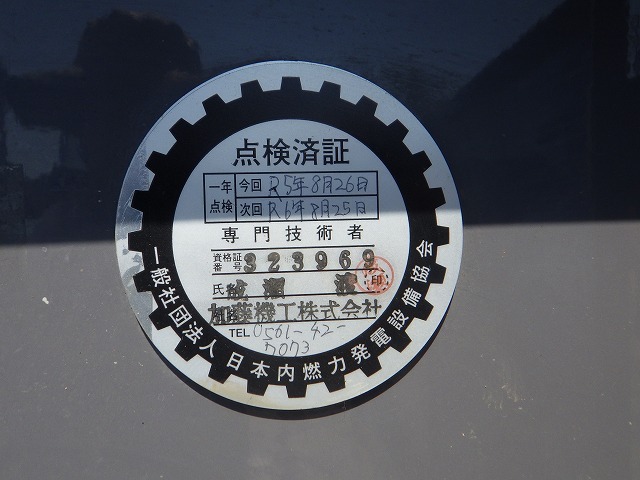 点検済証
一年点検
今回 R5年8月26日
次回 R6年8月25日
専門技術者
資格証番号 323969
氏
印
加藤機工株式会社
TEL 0561-42-
7073
一般社団法人日本内燃力発電設備協会